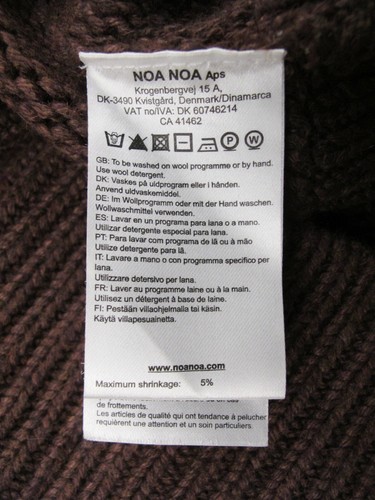 NOA NOA Aps
Krogenbergvej 15 A,
DK-3490 Kvistgård, Denmark/Dinamarca
VAT no/IVA: DK 60746214
CA 41462
P W
GB: To be washed on wool programme or by hand.
Use wool detergent.
DK: Vaskes på uldprogram eller i hånden.
Anvend uldvaskemiddel.
DE: Im Wollprogramm oder mit der Hand waschen.
Wollwaschmittel verwenden.
ES: Lavar en un programa para lana o a mano.
Utilizar detergente especial para lana.
PT: Para lavar com programa de lã ou à mão
Utilize detergente para lã.
IT: Lavare a mano o con programma specifico per
lana.
Utilizzare detersivo per lana.
FR: Laver au programme laine ou à la main.
Utilisez un détergent à base de laine.
FI: Pestään villachjelmalla tai käsin.
Käytä villapesuainetta.
www.noanoa.com
Maximum shrinkage: 5%
de frottements.
Les articles de qualité qui ont tendance à pelucher
requièrent une attention et un soin particuliers.